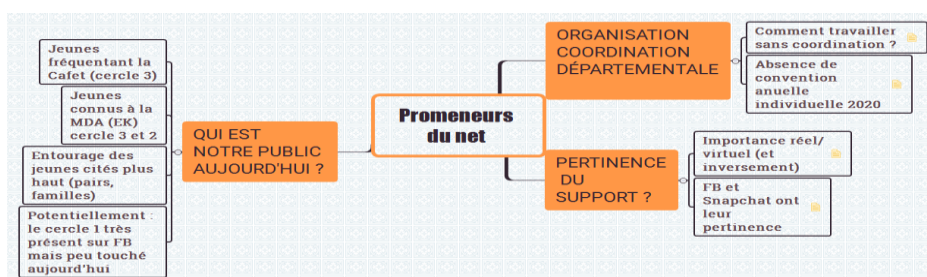 Jeunes
fréquentant la
Cafet (cercle 3)
Jeunes
connus à la
MDA (EK)
cercle 3 et 2
Entourage des
jeunes cités plus
haut (pairs,
familles)
Potentiellement :
le cercle 1 très
présent sur FB
mais peu touché
aujourd'hui
QUI EST
NOTRE PUBLIC
AUJOURD'HUI ?
Promeneurs
du net
ORGANISATION
COORDINATION
DÉPARTEMENTALE
Comment travailler
sans coordination ?
Absence de
convention
anuelle
individuelle 2020
PERTINENCE
DU
SUPPORT ?
Importance réel/
virtuel (et
inversement)
FB et
Snapchat ont
leur
pertinence